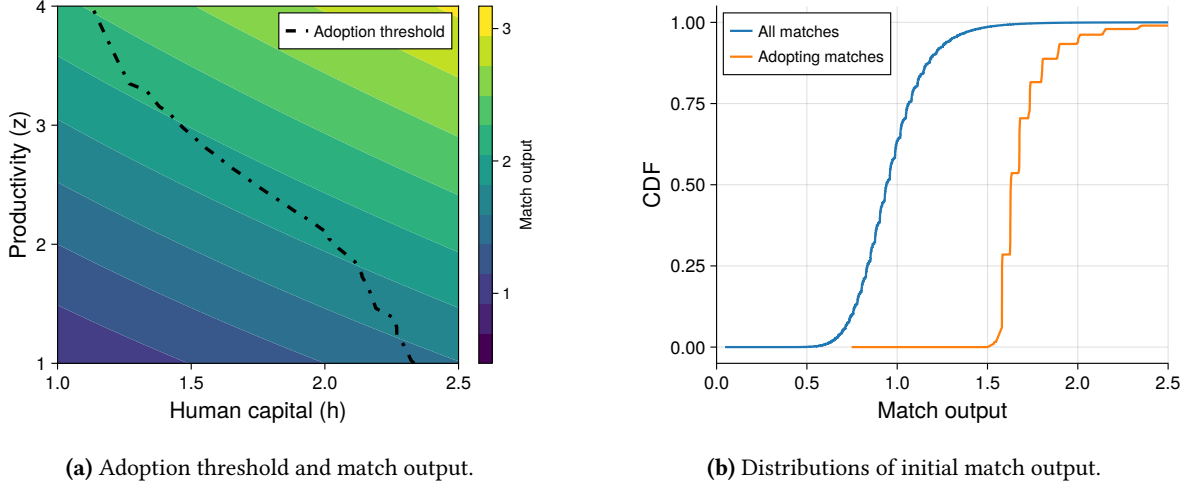 4
3
2
1
Productivity (z)
1.0
1.5
2.0
2.5
Human capital (h)
Adoption threshold
3
2
1
Match output
(a) Adoption threshold and match output.
1.00
0.75
0.50
0.25
0.00
CDF
All matches
Adopting matches
0.0
0.5
1.0
1.5
2.0
2.5
Match output
(b) Distributions of initial match output.